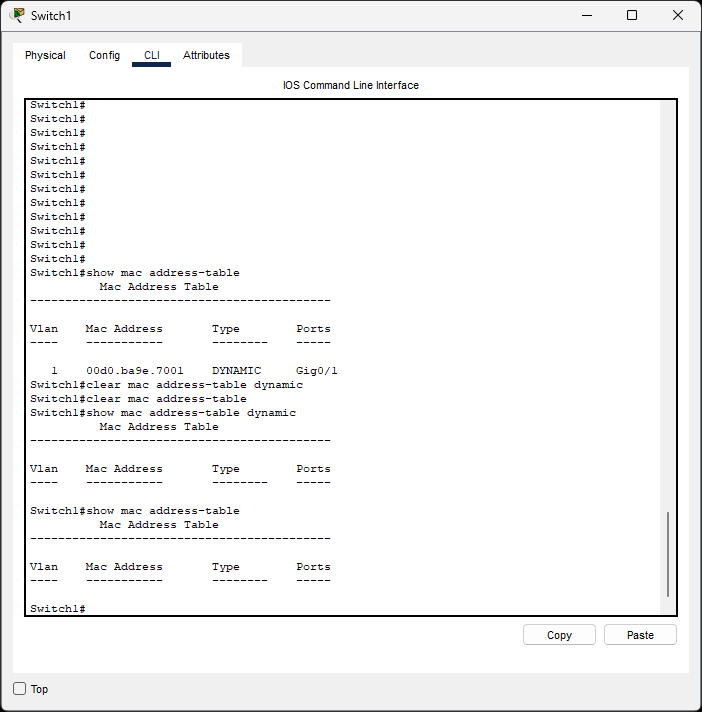 Switch1
Physical Config CLI Attributes
IOS Command Line Interface
Switch1#
Switch1#
Switch1#
Switch1#
Switch1#
Switch1#
Switch1#
Switch1#
Switch1#
Switch1#
Switch1#
Switch1#
Switch1#show mac address-table
Mac Address Table
-------------------------------------------
Vlan Mac Address Type Ports
---- ----------- -------- -----
1 00d0.ba9e.7001 DYNAMIC Gig0/1
Switch1#clear mac address-table dynamic
Switch1#clear mac address-table
Switch1#show mac address-table dynamic
Mac Address Table
-------------------------------------------
Vlan Mac Address Type Ports
---- ----------- -------- -----
Switch1#show mac address-table
Mac Address Table
-------------------------------------------
Vlan Mac Address Type Ports
---- ----------- -------- -----
Switch1#
Copy Paste
Top